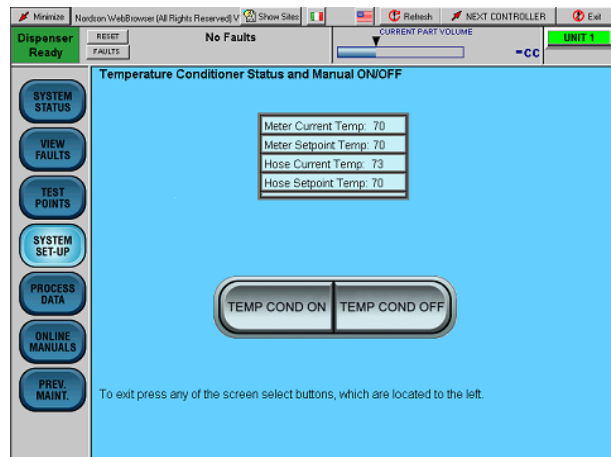 Minimize Nordson WebBrowser (All Rights Reserved) V Show Sites Refresh NEXT CONTROLLER Exit
Dispenser Ready
RESET
FAULTS
No Faults
CURRENT PART VOLUME
=CC
UNIT 1
Temperature Conditioner Status and Manual ON/OFF
SYSTEM
STATUS
VIEW
FAULTS
TEST
POINTS
SYSTEM
SET-UP
PROCESS
DATA
ONLINE
MANUALS
PREV.
MAINT.
Meter Current Temp: 70
Meter Setpoint Temp: 70
Hose Current Temp: 73
Hose Setpoint Temp: 70
TEMP COND ON TEMP COND OFF
To exit press any of the screen select buttons, which are located to the left.